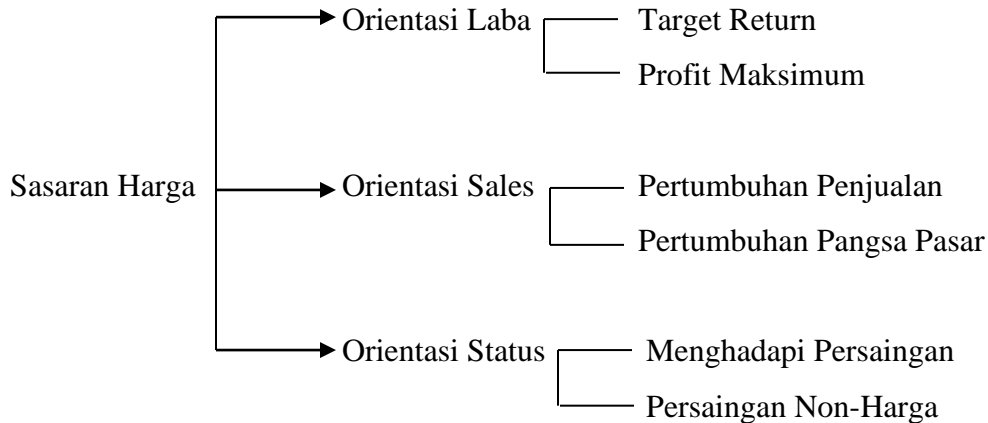 Orientasi Laba Target Return
Profit Maksimum
Sasaran Harga Orientasi Sales Pertumbuhan Penjualan
Pertumbuhan Pangsa Pasar
Orientasi Status Menghadapi Persaingan
Persaingan Non-Harga